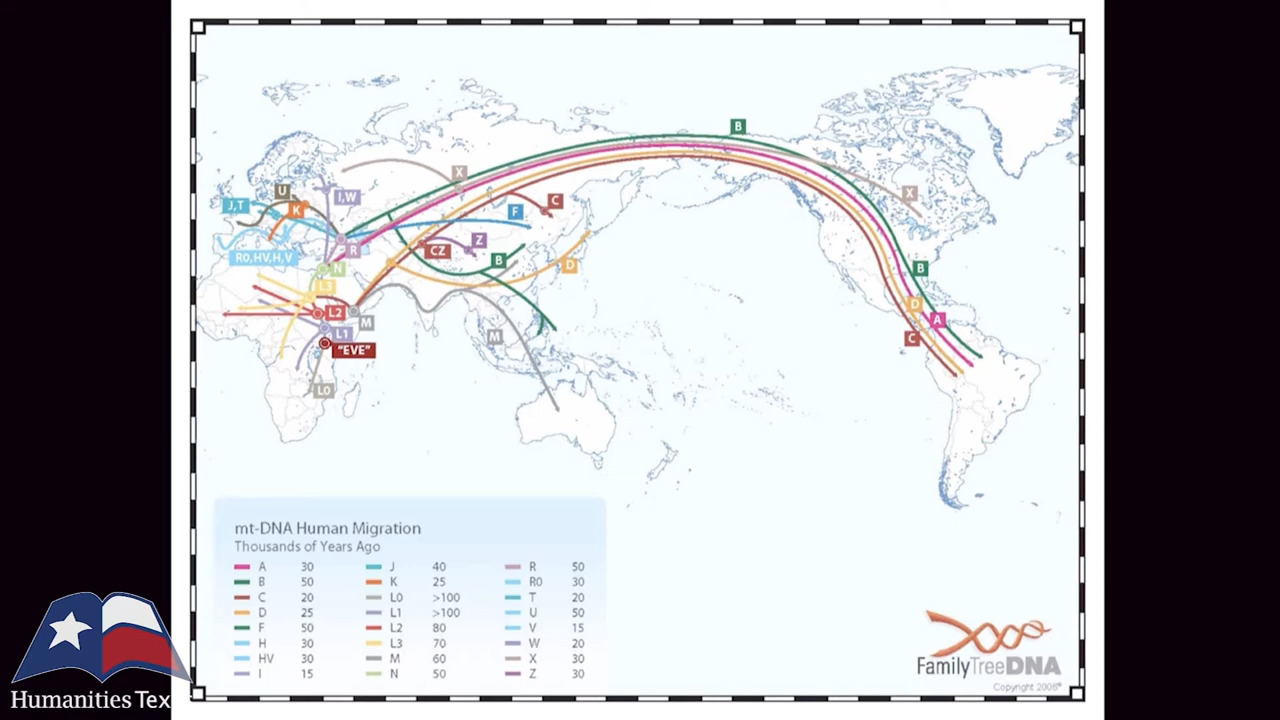 B
X
X
U
I,W
J,T
K
C
F
R
Z
CZ
R0,HV,H,V
B
D
B
N
L3
D
L2
M
A
L1
M
C
"EVE"
L0
mt-DNA Human Migration
Thousands of Years Ago
A 30 J 40 R 50
B 50 K 25 R0 30
C 20 L0 >100 T 20
D 25 L1 >100 U 50
F 50 L2 80 V 15
H 30 L3 70 W 20
HV 30 M 60 X 30
I 15 N 50 Z 30
FamilyTreeDNA
Copyright 2006®
Humanities Tex